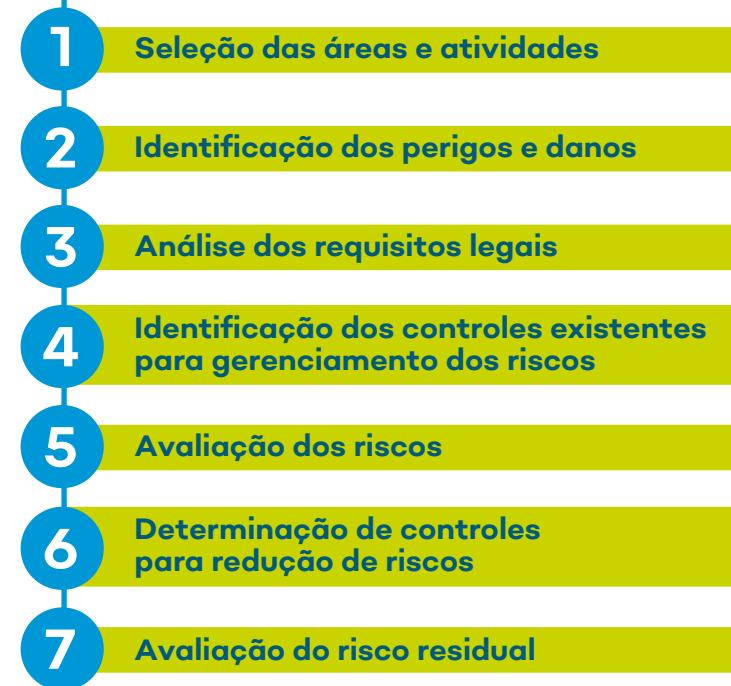 1
Seleção das áreas e atividades
2
Identificação dos perigos e danos
3
Análise dos requisitos legais
4
Identificação dos controles existentes
para gerenciamento dos riscos
5
Avaliação dos riscos
6
Determinação de controles
para redução de riscos
7
Avaliação do risco residual